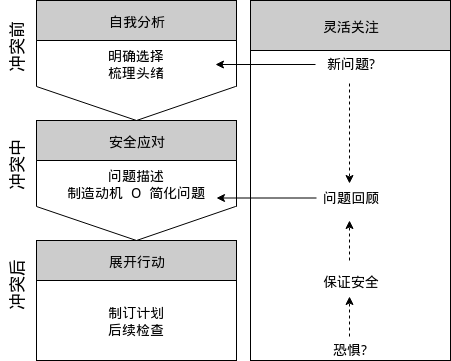 冲突前
自我分析
明确选择
梳理头绪
冲突中
安全应对
问题描述
制造动机 O 简化问题
冲突后
展开行动
制订计划
后续检查
灵活关注
新问题?
问题回顾
保证安全
恐惧?